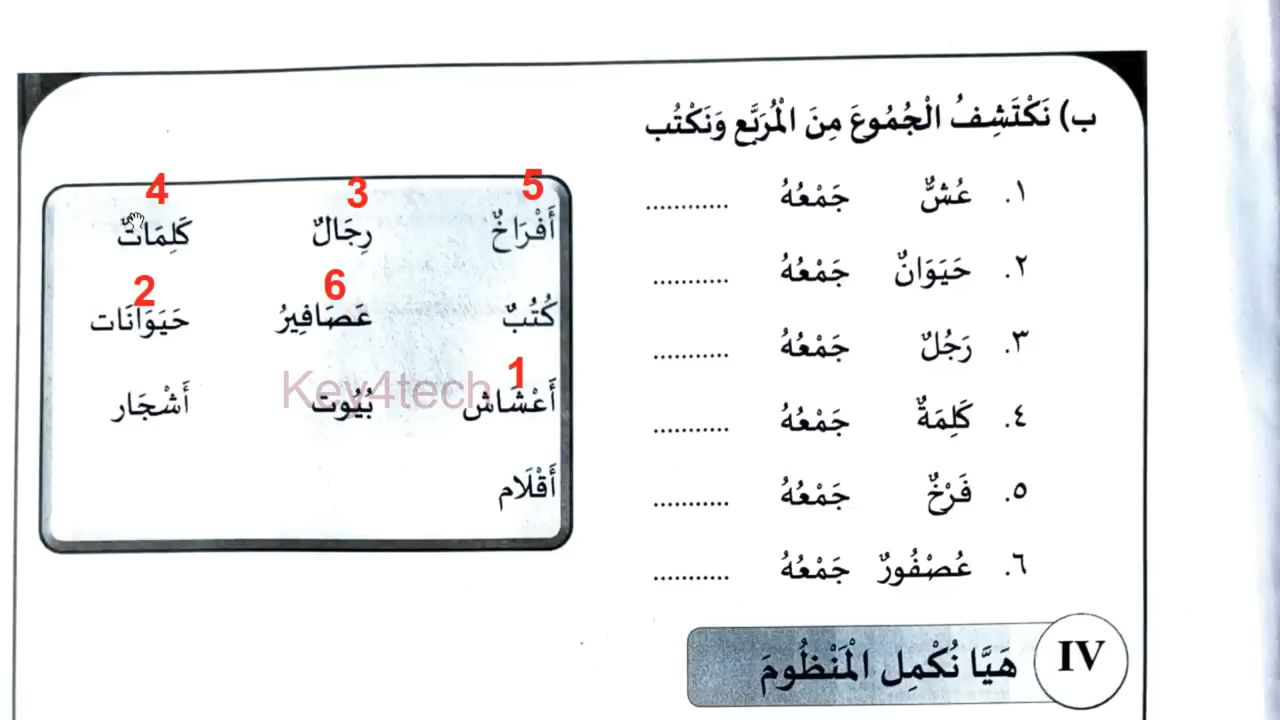 ب) نَكْتَشِفُ الْجُمُوعَ مِنَ الْمُرَبَّعِ وَنَكْتُب
١. عُشٌّ جَمْعُهُ ............
٢. حَيَوَانٌ جَمْعُهُ ............
٣. رَجُلٌ جَمْعُهُ ............
٤. كَلِمَةٌ جَمْعُهُ ............
٥. فَرْخٌ جَمْعُهُ ............
٦. عُصْفُورٌ جَمْعُهُ ............
5 3 4
أَفْرَاخٌ رِجَالٌ كَلِمَاتٌ
6 2
كُتُبٌ عَصَافِيرُ حَيَوَانَات
1
أَعْشَاش بُيُوت أَشْجَار
Key4tech
أَقْلَام
IV هَيَّا نُكْمِل الْمَنْظُومَ